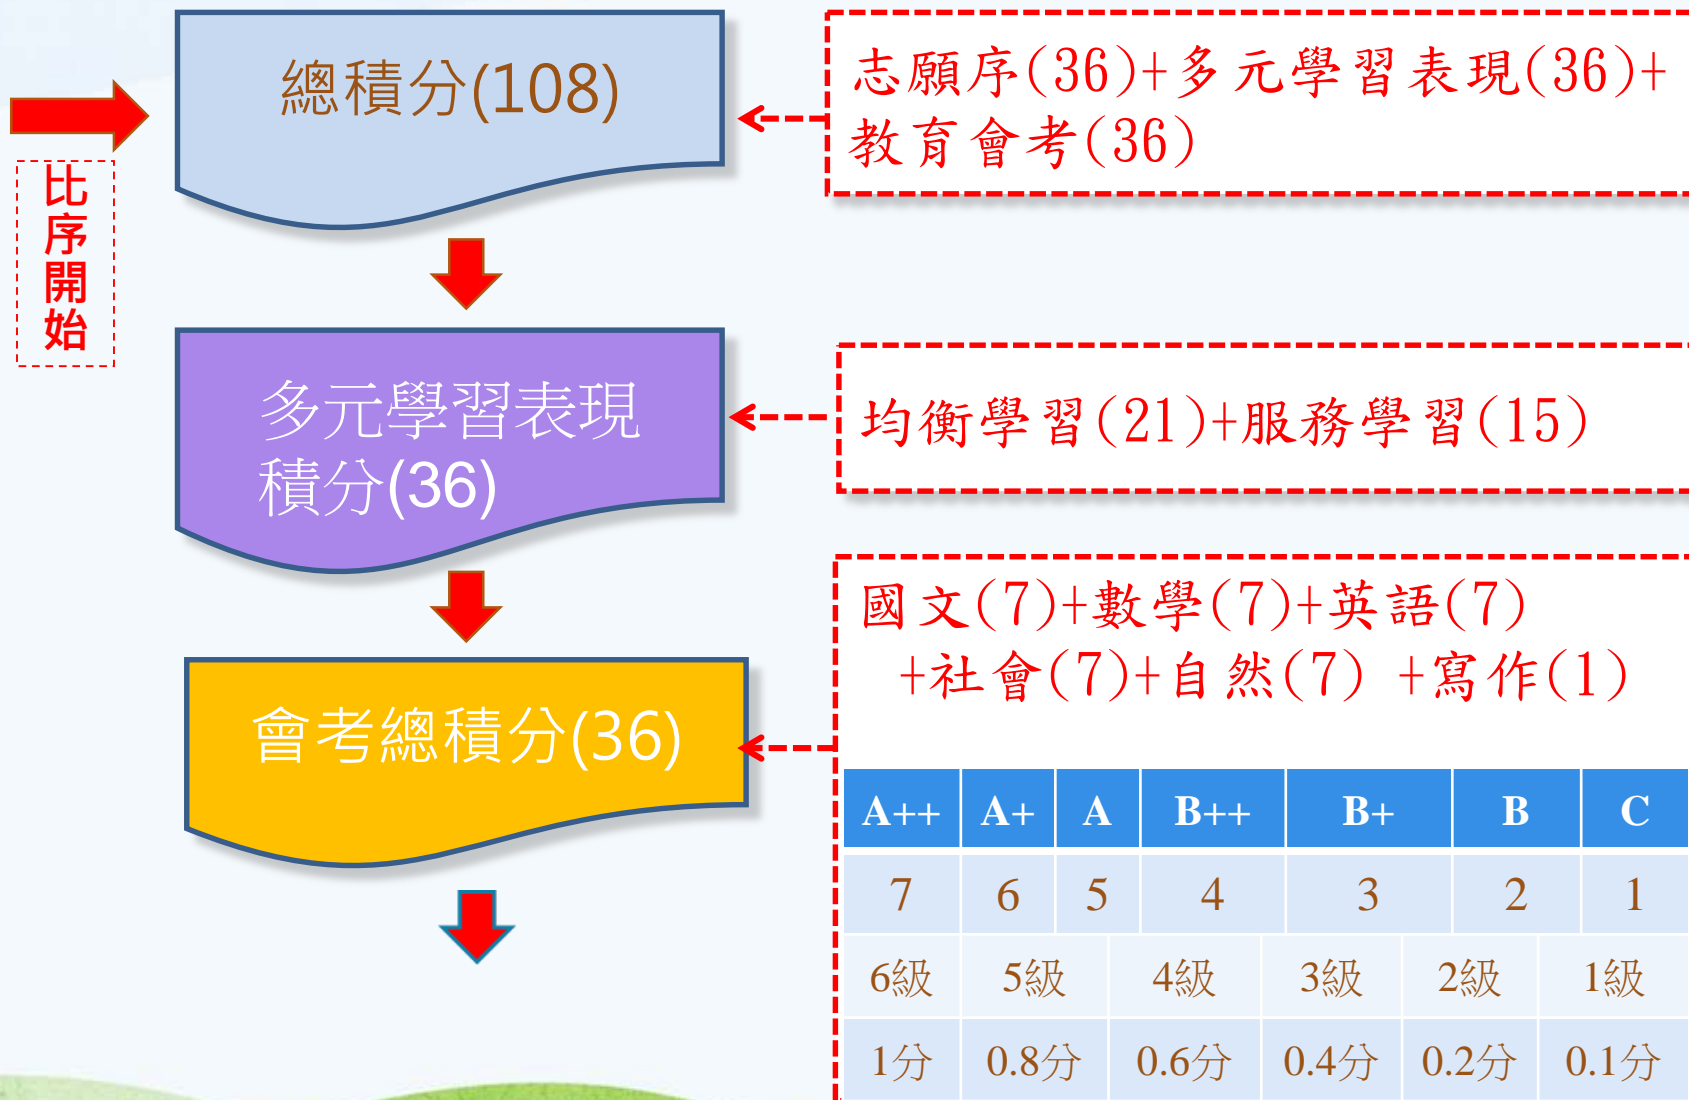 總積分(108)
志願序(36)+多元學習表現(36)+
教育會考(36)
比序開始
多元學習表現
積分(36)
均衡學習(21)+服務學習(15)
國文(7)+數學(7)+英語(7)
+社會(7)+自然(7) +寫作(1)
會考總積分(36)
A++ A+ A B++ B+ B C
7 6 5 4 3 2 1
6級 5級 4級 3級 2級 1級
1分 0.8分 0.6分 0.4分 0.2分 0.1分